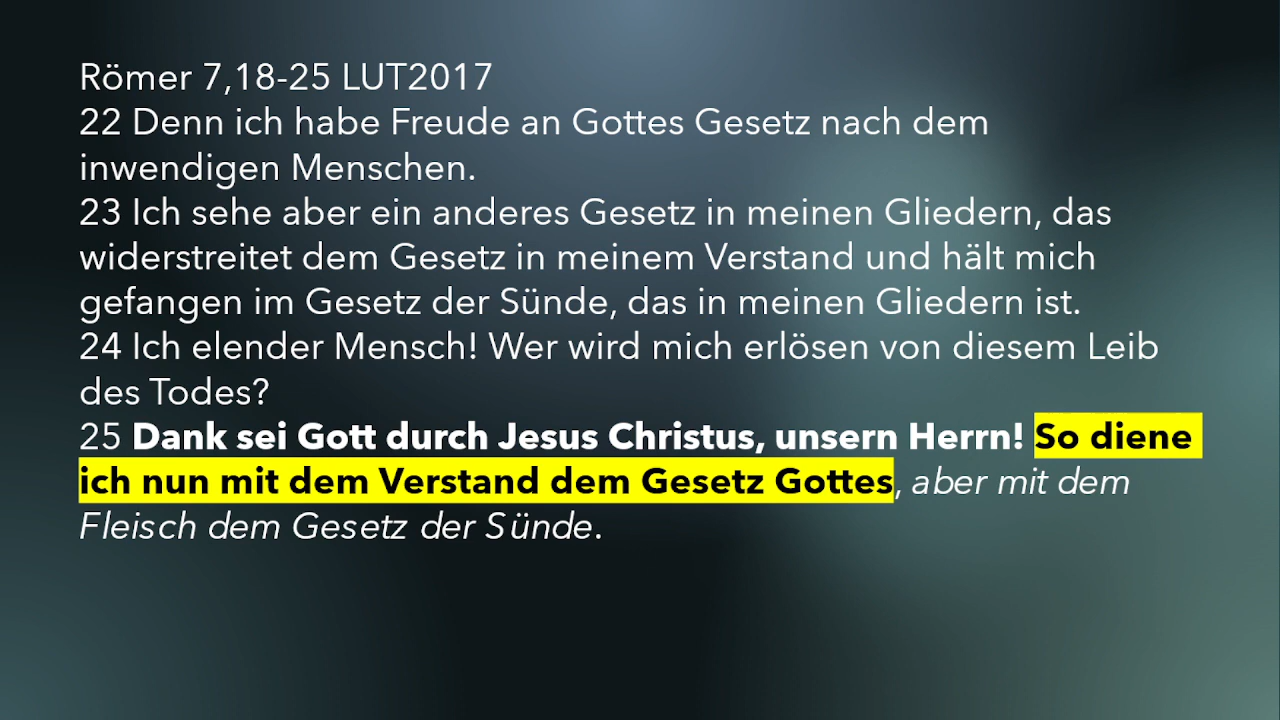 Römer 7,18-25 LUT2017
22 Denn ich habe Freude an Gottes Gesetz nach dem
inwendigen Menschen.
23 Ich sehe aber ein anderes Gesetz in meinen Gliedern, das
widerstreitet dem Gesetz in meinem Verstand und hält mich
gefangen im Gesetz der Sünde, das in meinen Gliedern ist.
24 Ich elender Mensch! Wer wird mich erlösen von diesem Leib
des Todes?
25 Dank sei Gott durch Jesus Christus, unsern Herrn! So diene
ich nun mit dem Verstand dem Gesetz Gottes, aber mit dem
Fleisch dem Gesetz der Sünde.